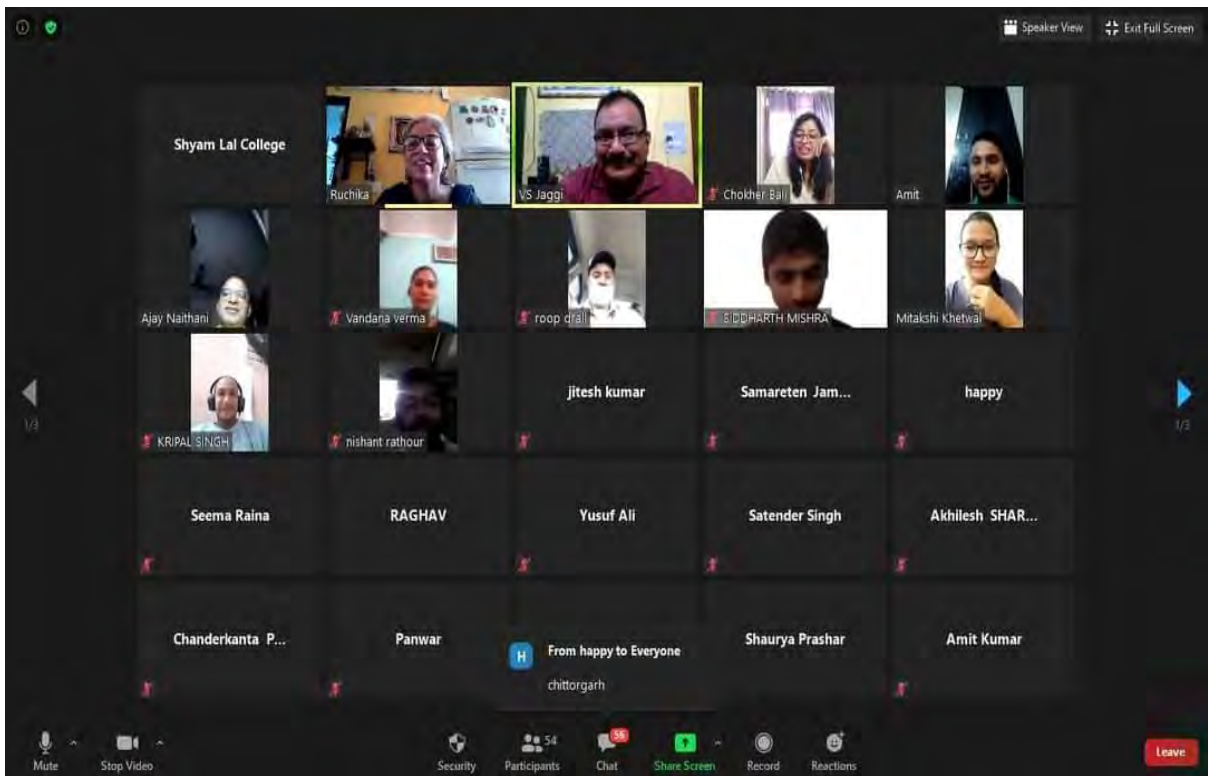 Speaker View Exit Full Screen
Shyam Lal College
Ruchika
VS Jaggi
Chokher Bali
Amit
Ajay Naithani
Vandana verma
roop drall
SIDDHARTH MISHRA
Mitakshi Khetwal
KRIPAL SINGH
nishant rathour
jitesh kumar
Samareten Jam...
happy
1/3
1/3
Seema Raina
RAGHAV
Yusuf Ali
Satender Singh
Akhilesh SHAR...
Chanderkanta P...
Panwar
H
From happy to Everyone
chittorgarh
Shaurya Prashar
Amit Kumar
Mute
Stop Video
Security
54
Participants
56
Chat
Share Screen
Record
Reactions
Leave